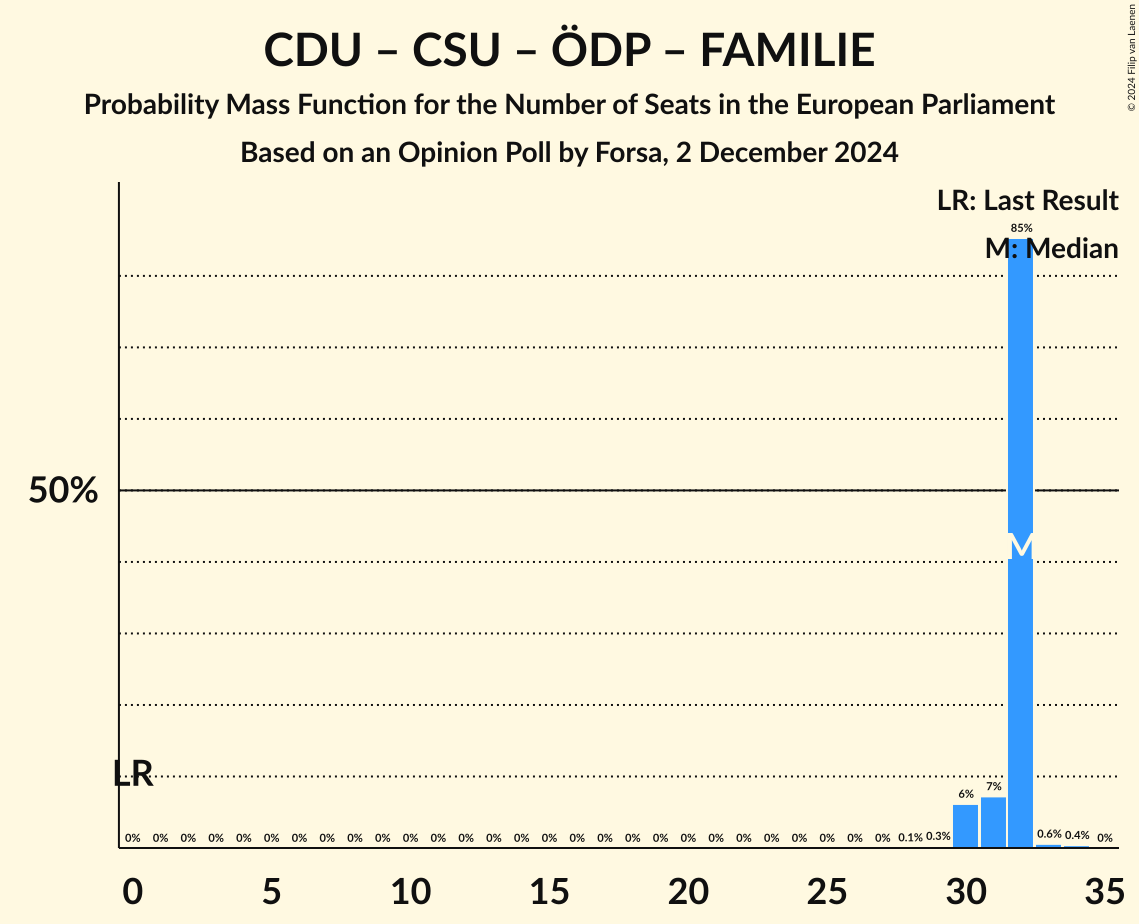 CDU – CSU – ÖDP – FAMILIE
Probability Mass Function for the Number of Seats in the European Parliament
Based on an Opinion Poll by Forsa, 2 December 2024
© 2024 Filip van Laenen
LR: Last Result
85%
M: Median
50%
M
LR
6% 7%
0% 0% 0% 0% 0% 0% 0% 0% 0% 0% 0% 0% 0% 0% 0% 0% 0% 0% 0% 0% 0% 0% 0% 0% 0% 0% 0% 0% 0.1% 0.3% 0.6% 0.4% 0%
0 5 10 15 20 25 30 35